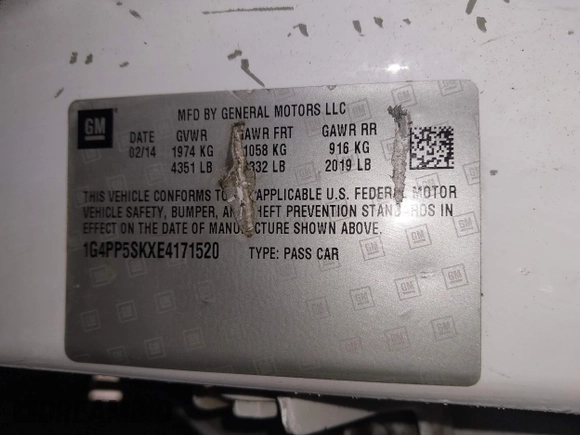 GM
MFD BY GENERAL MOTORS LLC
DATE GVWR GAWR FRT GAWR RR
02/14 1974 KG 1058 KG 916 KG
4351 LB 2332 LB 2019 LB
THIS VEHICLE CONFORMS TO APPLICABLE U.S. FEDERAL MOTOR
VEHICLE SAFETY, BUMPER, AND THEFT PREVENTION STANDARDS IN
EFFECT ON THE DATE OF MANUFACTURE SHOWN ABOVE.
1G4PP5SKXE4171520 TYPE: PASS CAR